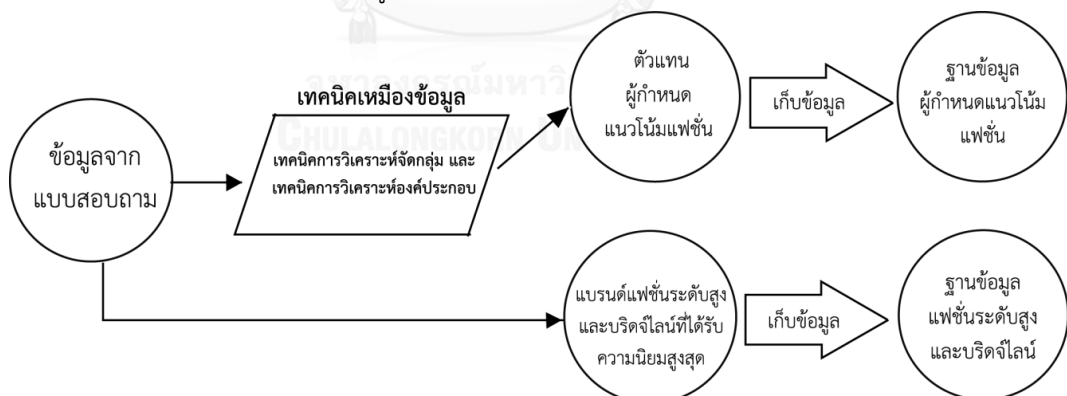 ข้อมูลจาก
แบบสอบถาม
เทคนิคเหมืองข้อมูล
เทคนิคการวิเคราะห์จัดกลุ่ม และ
เทคนิคการวิเคราะห์องค์ประกอบ
ตัวแทน
ผู้กำหนด
แนวโน้มแฟชั่น
เก็บข้อมูล
ฐานข้อมูล
ผู้กำหนดแนวโน้ม
แฟชั่น
แบรนด์แฟชั่นระดับสูง
และบริดจ์ไลน์ที่ได้รับ
ความนิยมสูงสุด
เก็บข้อมูล
ฐานข้อมูล
แฟชั่นระดับสูง
และบริดจ์ไลน์
CHULALONGKORN UN